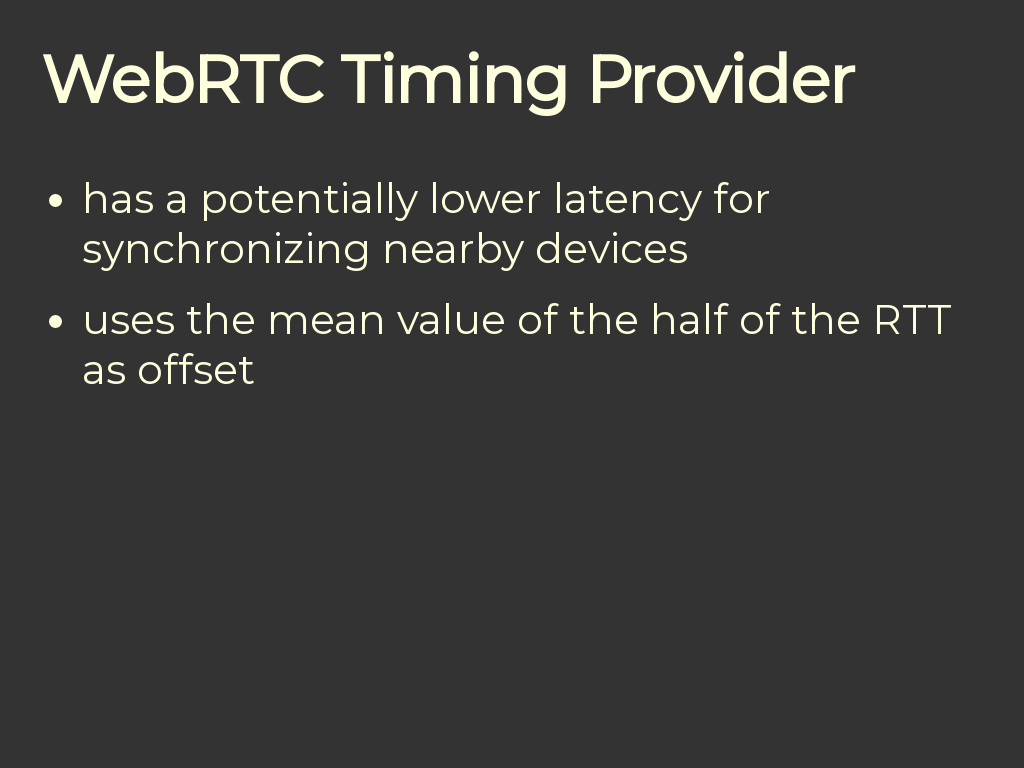 WebRTC Timing Provider
• has a potentially lower latency for
synchronizing nearby devices
• uses the mean value of the half of the RTT
as offset